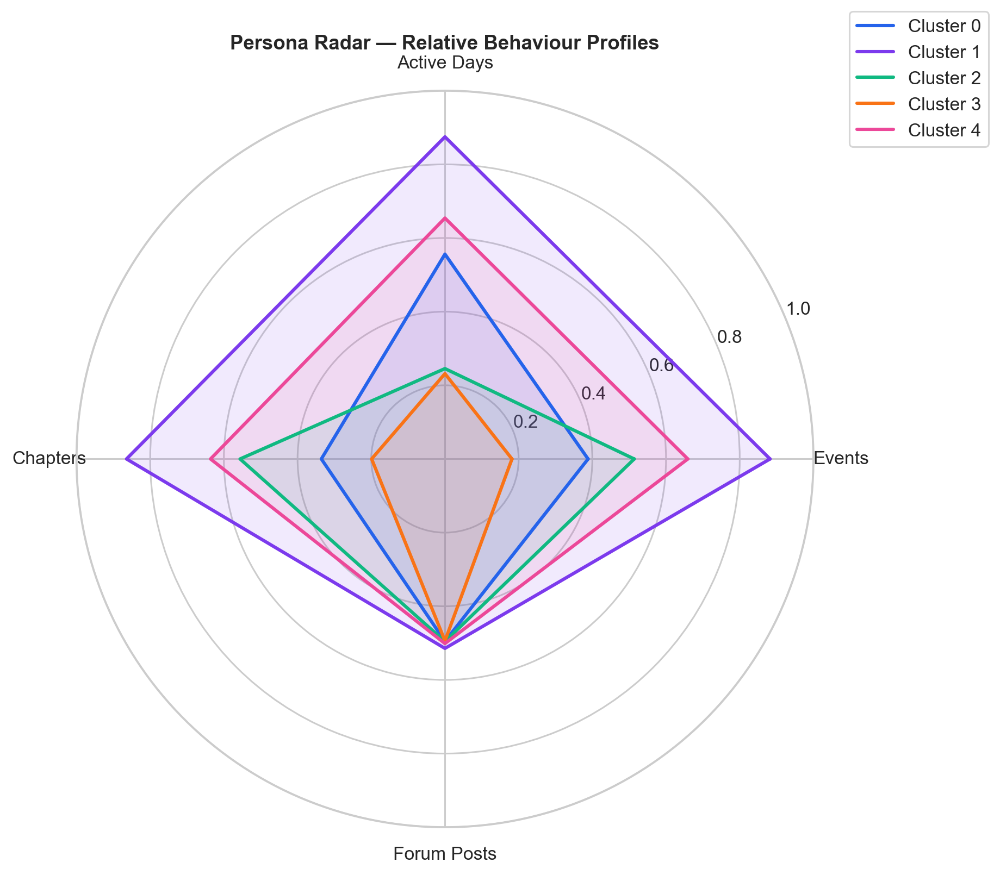 Persona Radar — Relative Behaviour Profiles
Active Days
Cluster 0
Cluster 1
Cluster 2
Cluster 3
Cluster 4
1.0
0.8
0.6
0.4
0.2
Chapters
Events
Forum Posts